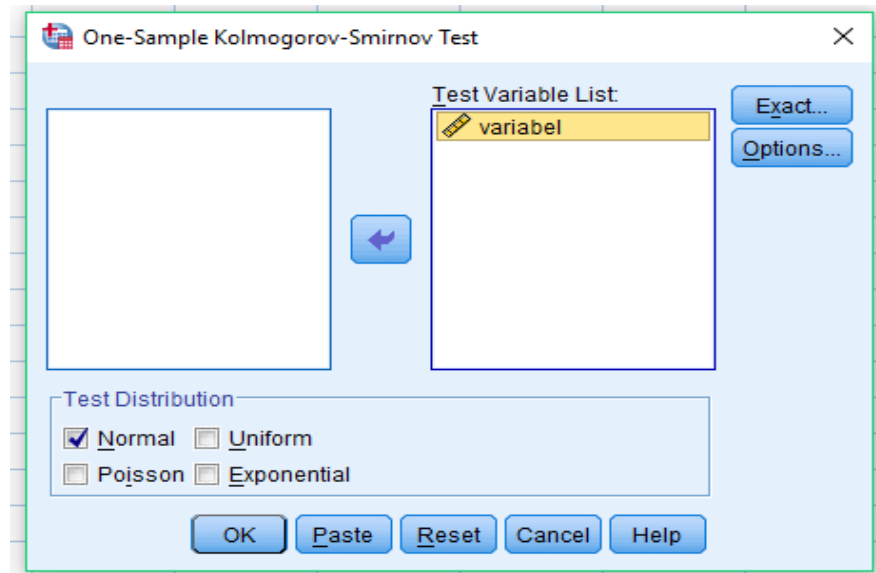 One-Sample Kolmogorov-Smirnov Test
Test Variable List:
variabel
Exact...
Options...
Test Distribution
Normal Uniform
Poisson Exponential
OK Paste Reset Cancel Help